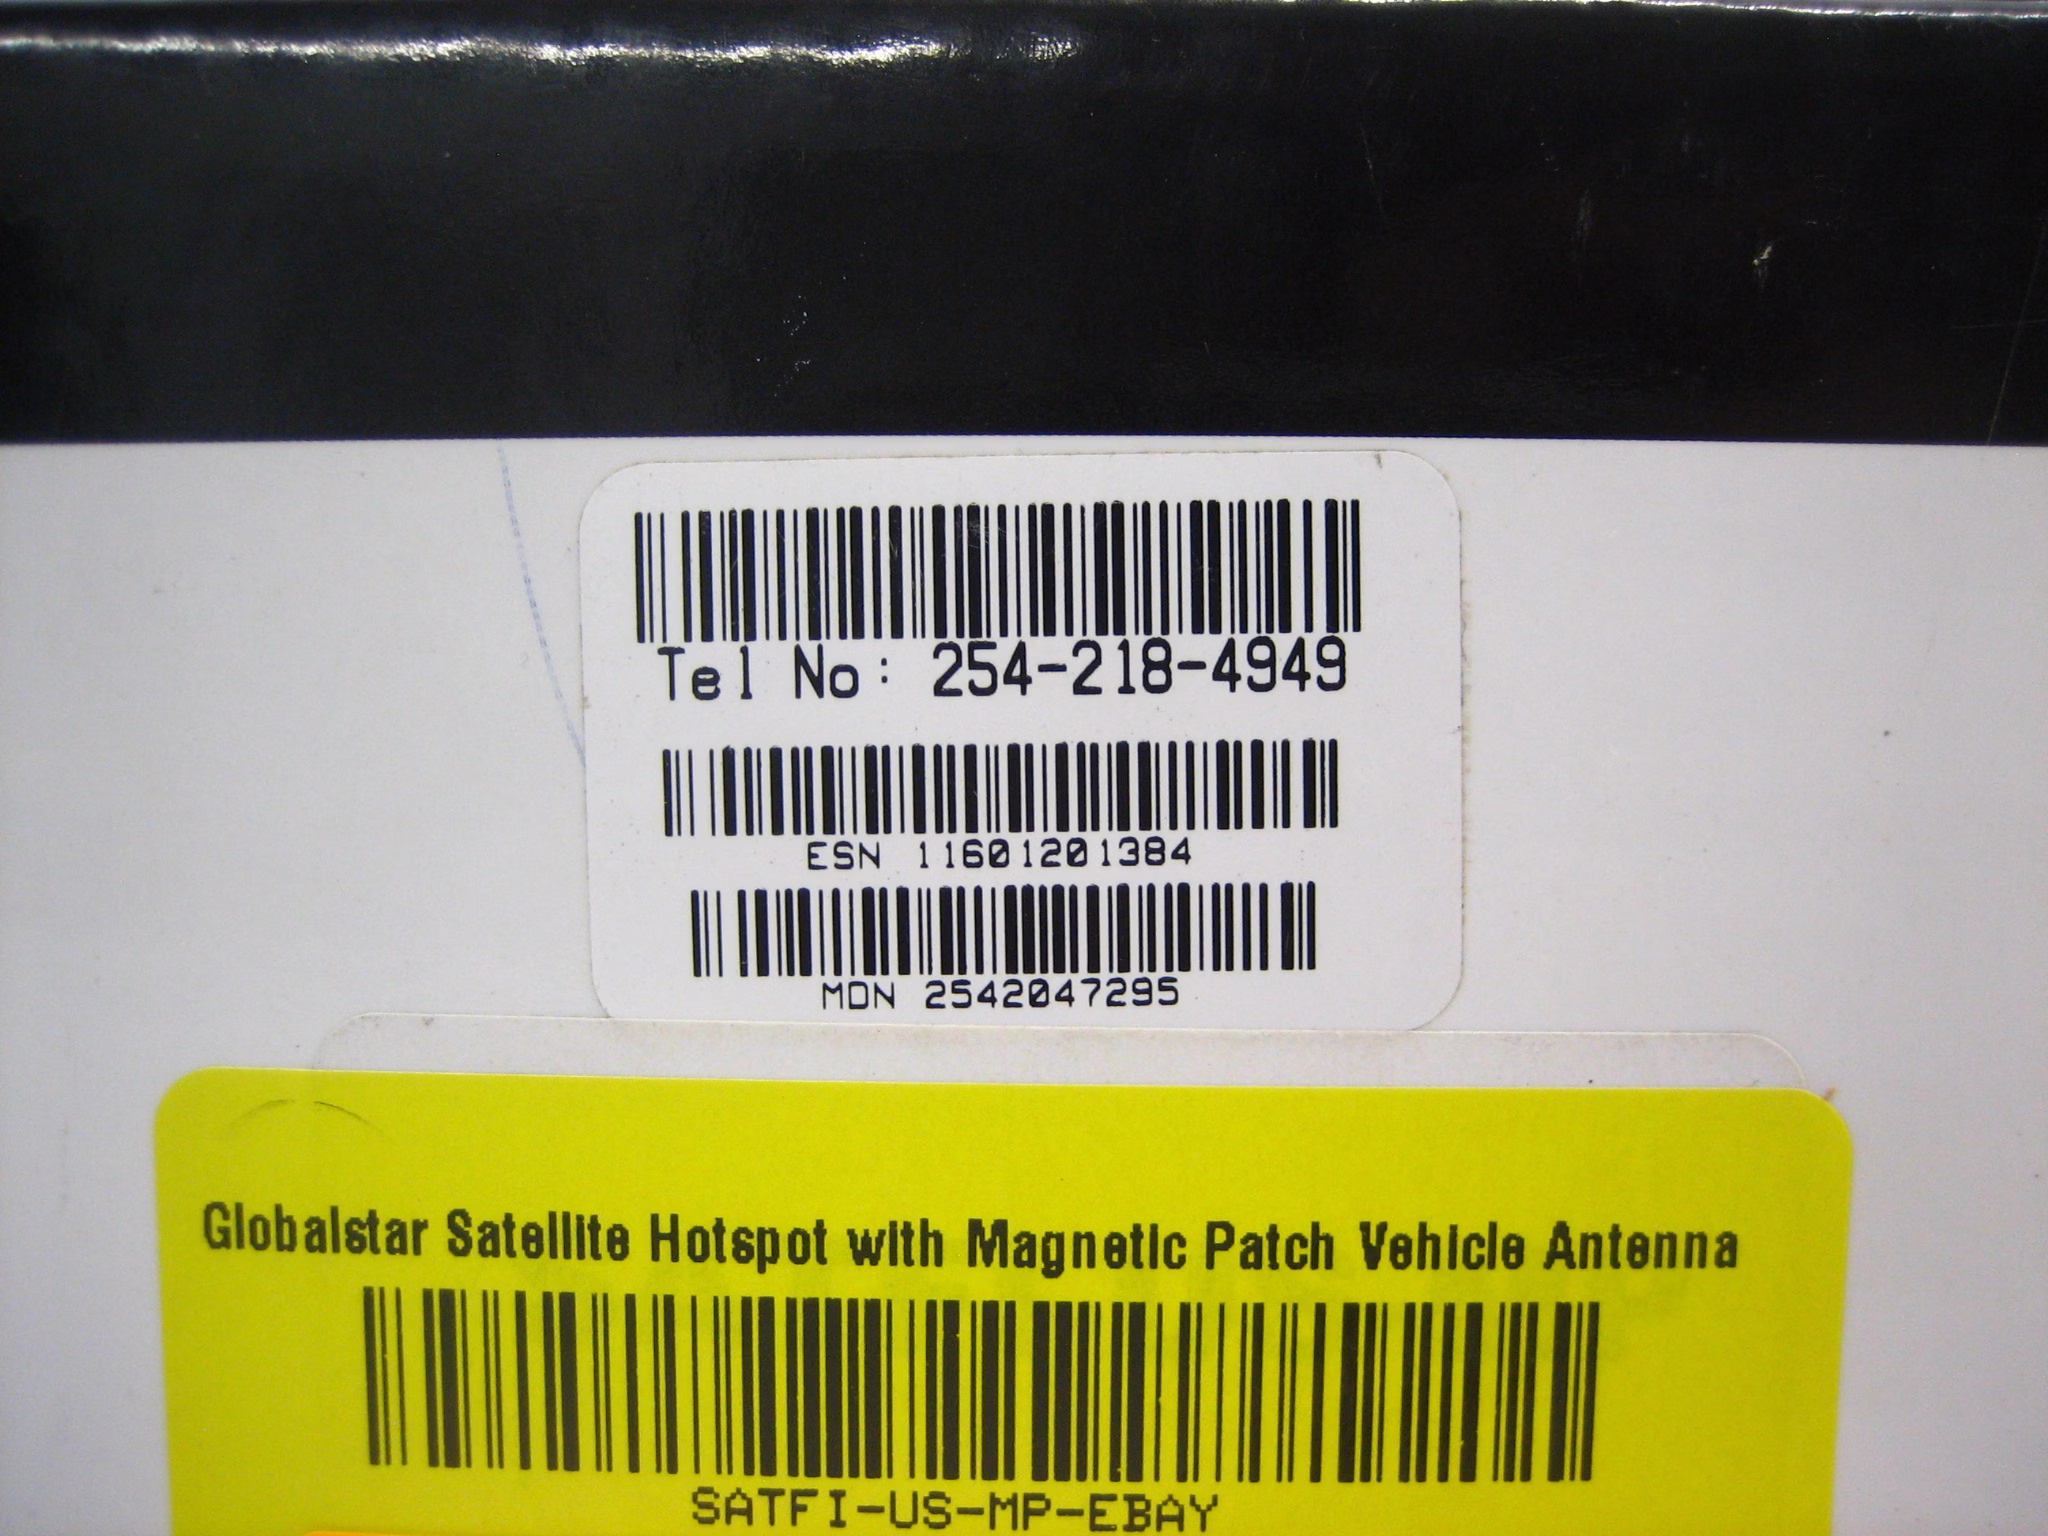 Tel No: 254-218-4949
ESN 11601201384
MDN 2542047295
Globalstar Satellite Hotspot with Magnetic Patch Vehicle Antenna
SATFI-US-MP-EBAY